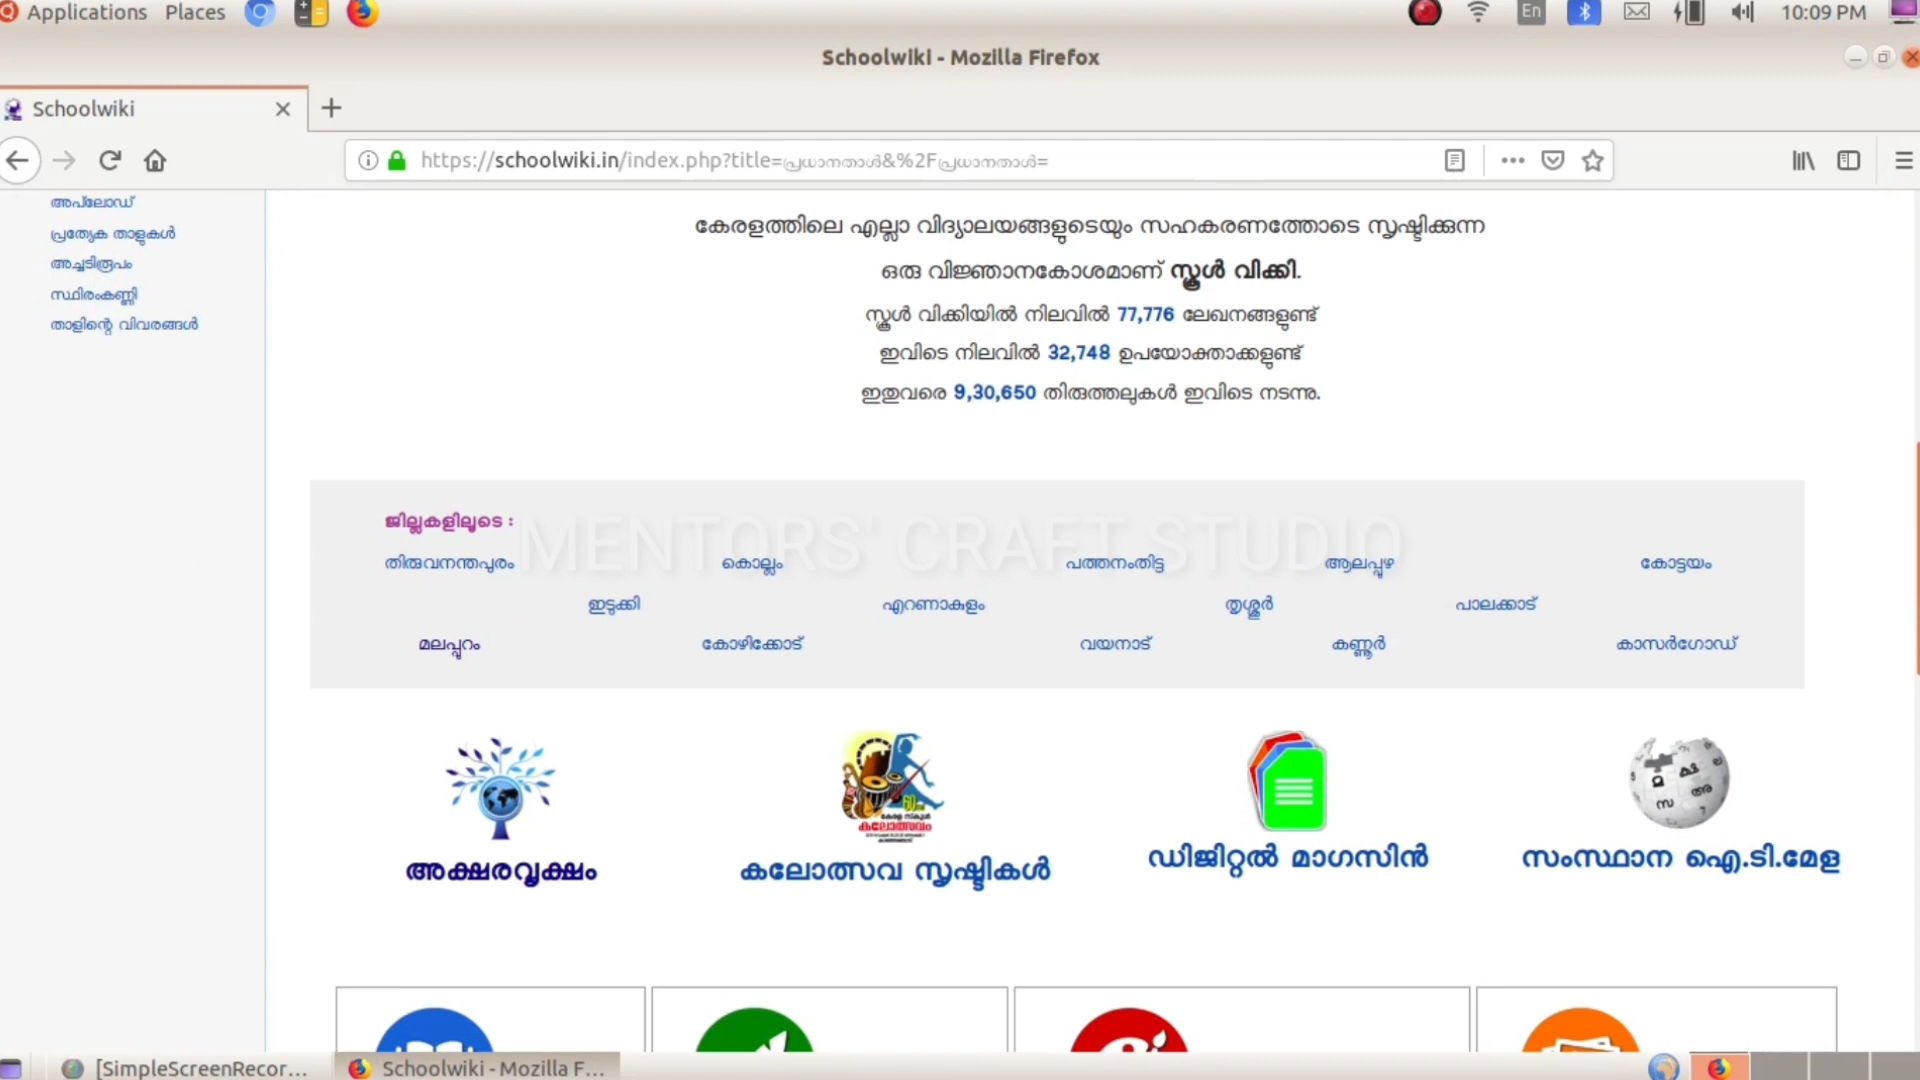 Applications Places En 10:09 PM
Schoolwiki - Mozilla Firefox
Schoolwiki
https://schoolwiki.in/index.php?title=പ്രധാനതാൾ&%2Fപ്രധാനതാൾ=
അപ്‌ലോഡ്
പ്രത്യേക താളുകൾ
അച്ചടിരൂപം
സ്ഥിരംകണ്ണി
താളിന്റെ വിവരങ്ങൾ
കേരളത്തിലെ എല്ലാ വിദ്യാലയങ്ങളുടെയും സഹകരണത്തോടെ സൃഷ്ടിക്കുന്ന
ഒരു വിജ്ഞാനകോശമാണ് സ്കൂൾ വിക്കി.
സ്കൂൾ വിക്കിയിൽ നിലവിൽ 77,776 ലേഖനങ്ങളുണ്ട്
ഇവിടെ നിലവിൽ 32,748 ഉപയോക്താക്കളുണ്ട്
ഇതുവരെ 9,30,650 തിരുത്തലുകൾ ഇവിടെ നടന്നു.
ജില്ലകളിലൂടെ :
MENTORS' CRAFT STUDIO
തിരുവനന്തപുരം കൊല്ലം പത്തനംതിട്ട ആലപ്പുഴ കോട്ടയം
ഇടുക്കി എറണാകുളം തൃശ്ശൂർ പാലക്കാട്
മലപ്പുറം കോഴിക്കോട് വയനാട് കണ്ണൂർ കാസർഗോഡ്
കേരള സ്കൂൾ
കലോത്സവം
മ ക്ഷ
സ അ
അക്ഷരവൃക്ഷം കലോത്സവ സൃഷ്ടികൾ ഡിജിറ്റൽ മാഗസിൻ സംസ്ഥാന ഐ.ടി.മേള
[SimpleScreenRecor... Schoolwiki - Mozilla F...